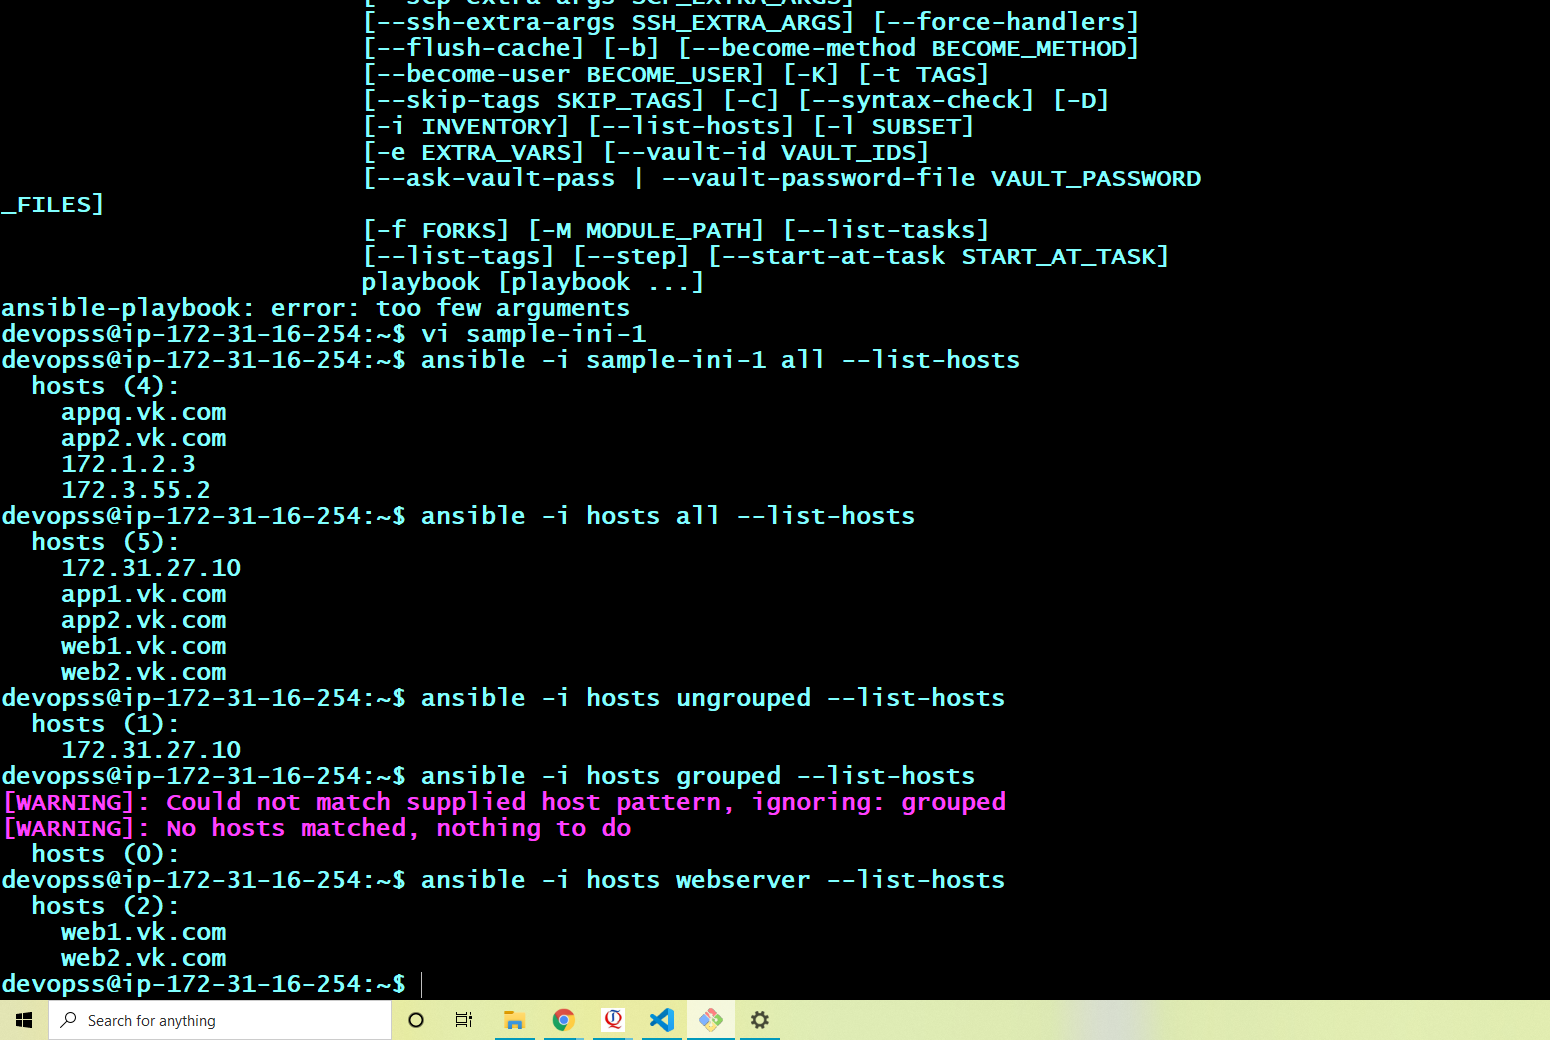 [--scp-extra-args SCP_EXTRA_ARGS]
[--ssh-extra-args SSH_EXTRA_ARGS] [--force-handlers]
[--flush-cache] [-b] [--become-method BECOME_METHOD]
[--become-user BECOME_USER] [-K] [-t TAGS]
[--skip-tags SKIP_TAGS] [-C] [--syntax-check] [-D]
[-i INVENTORY] [--list-hosts] [-l SUBSET]
[-e EXTRA_VARS] [--vault-id VAULT_IDS]
[--ask-vault-pass | --vault-password-file VAULT_PASSWORD
_FILES]
[-f FORKS] [-M MODULE_PATH] [--list-tasks]
[--list-tags] [--step] [--start-at-task START_AT_TASK]
playbook [playbook ...]
ansible-playbook: error: too few arguments
devopss@ip-172-31-16-254:~$ vi sample-ini-1
devopss@ip-172-31-16-254:~$ ansible -i sample-ini-1 all --list-hosts
hosts (4):
appq.vk.com
app2.vk.com
172.1.2.3
172.3.55.2
devopss@ip-172-31-16-254:~$ ansible -i hosts all --list-hosts
hosts (5):
172.31.27.10
app1.vk.com
app2.vk.com
web1.vk.com
web2.vk.com
devopss@ip-172-31-16-254:~$ ansible -i hosts ungrouped --list-hosts
hosts (1):
172.31.27.10
devopss@ip-172-31-16-254:~$ ansible -i hosts grouped --list-hosts
[WARNING]: Could not match supplied host pattern, ignoring: grouped
[WARNING]: No hosts matched, nothing to do
hosts (0):
devopss@ip-172-31-16-254:~$ ansible -i hosts webserver --list-hosts
hosts (2):
web1.vk.com
web2.vk.com
devopss@ip-172-31-16-254:~$
Search for anything